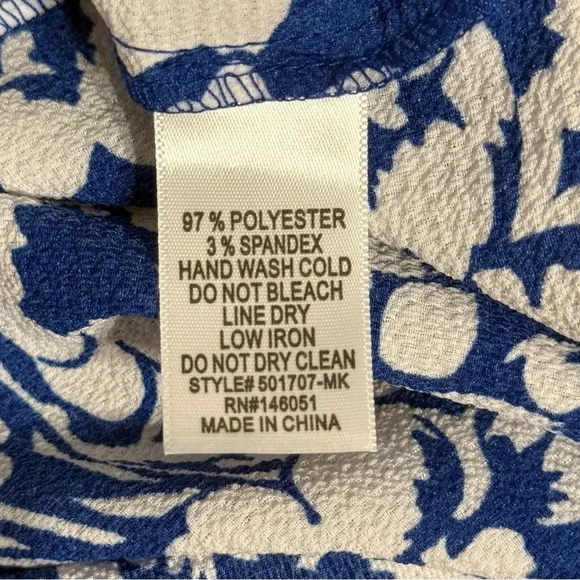 97 % POLYESTER
3 % SPANDEX
HAND WASH COLD
DO NOT BLEACH
LINE DRY
LOW IRON
DO NOT DRY CLEAN
STYLE# 501707-MK
RN#146051
MADE IN CHINA